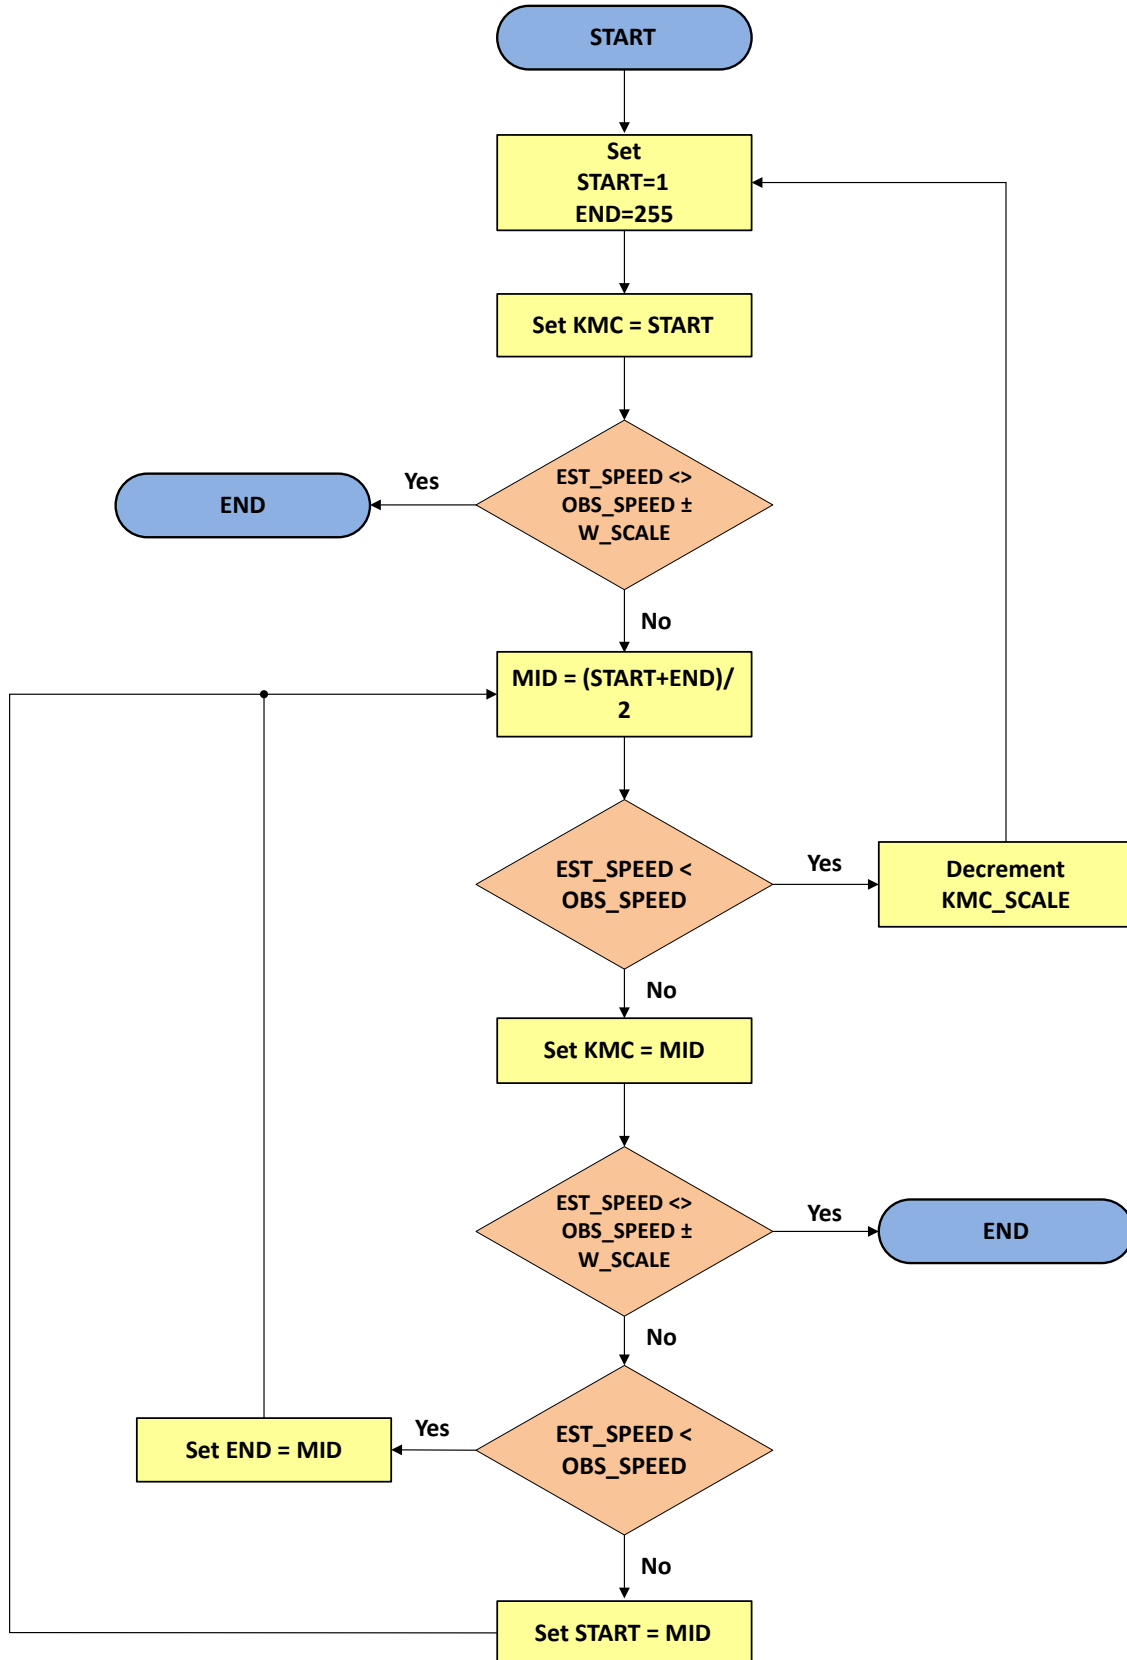 START
Set
START=1
END=255
Set KMC = START
EST_SPEED <>
OBS_SPEED ±
W_SCALE
Yes
END
No
MID = (START+END)/
2
EST_SPEED <
OBS_SPEED
Yes
Decrement
KMC_SCALE
No
Set KMC = MID
EST_SPEED <>
OBS_SPEED ±
W_SCALE
Yes
END
No
EST_SPEED <
OBS_SPEED
Yes
Set END = MID
No
Set START = MID